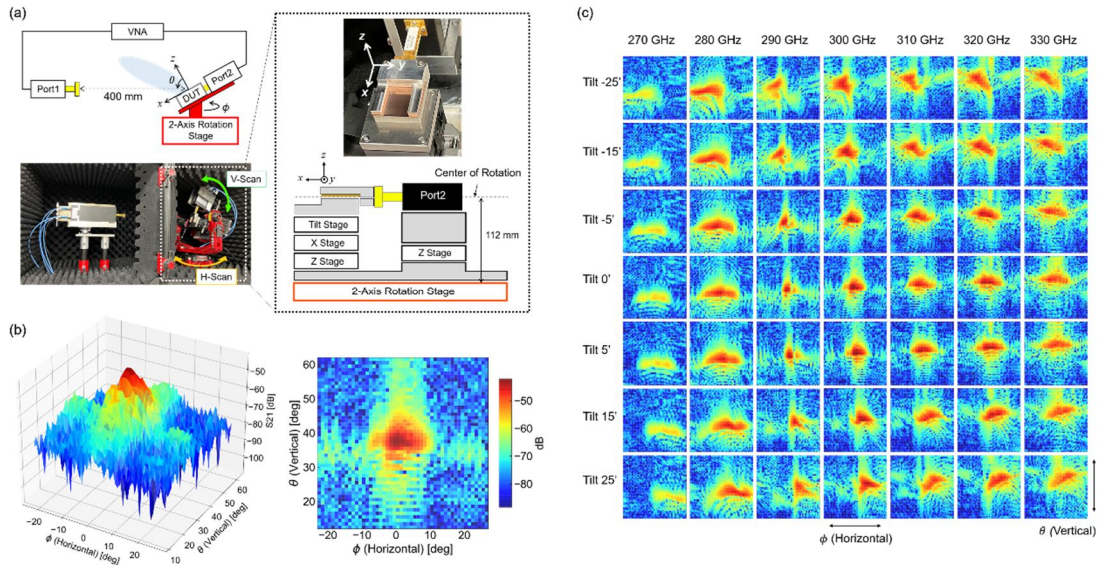 (a)
VNA
Port1
400 mm
z
θ
DUT
Port2
x
ϕ
2-Axis Rotation
Stage
V-Scan
H-Scan
z
y
x
z
x
y
Center of Rotation
Port2
Tilt Stage
X Stage
Z Stage
Z Stage
112 mm
2-Axis Rotation Stage
(b)
S21 [dB]
-50
-60
-70
-80
-90
-100
ϕ (Horizontal) [deg]
-20
-10
0
10
20
θ (Vertical) [deg]
10
20
30
40
50
60
θ (Vertical) [deg]
60
50
40
30
20
-20
-10
0
10
20
ϕ (Horizontal) [deg]
-50
-60
-70
-80
dB
(c)
270 GHz 280 GHz 290 GHz 300 GHz 310 GHz 320 GHz 330 GHz
Tilt -25'
Tilt -15'
Tilt -5'
Tilt 0'
Tilt 5'
Tilt 15'
Tilt 25'
ϕ (Horizontal)
θ (Vertical)